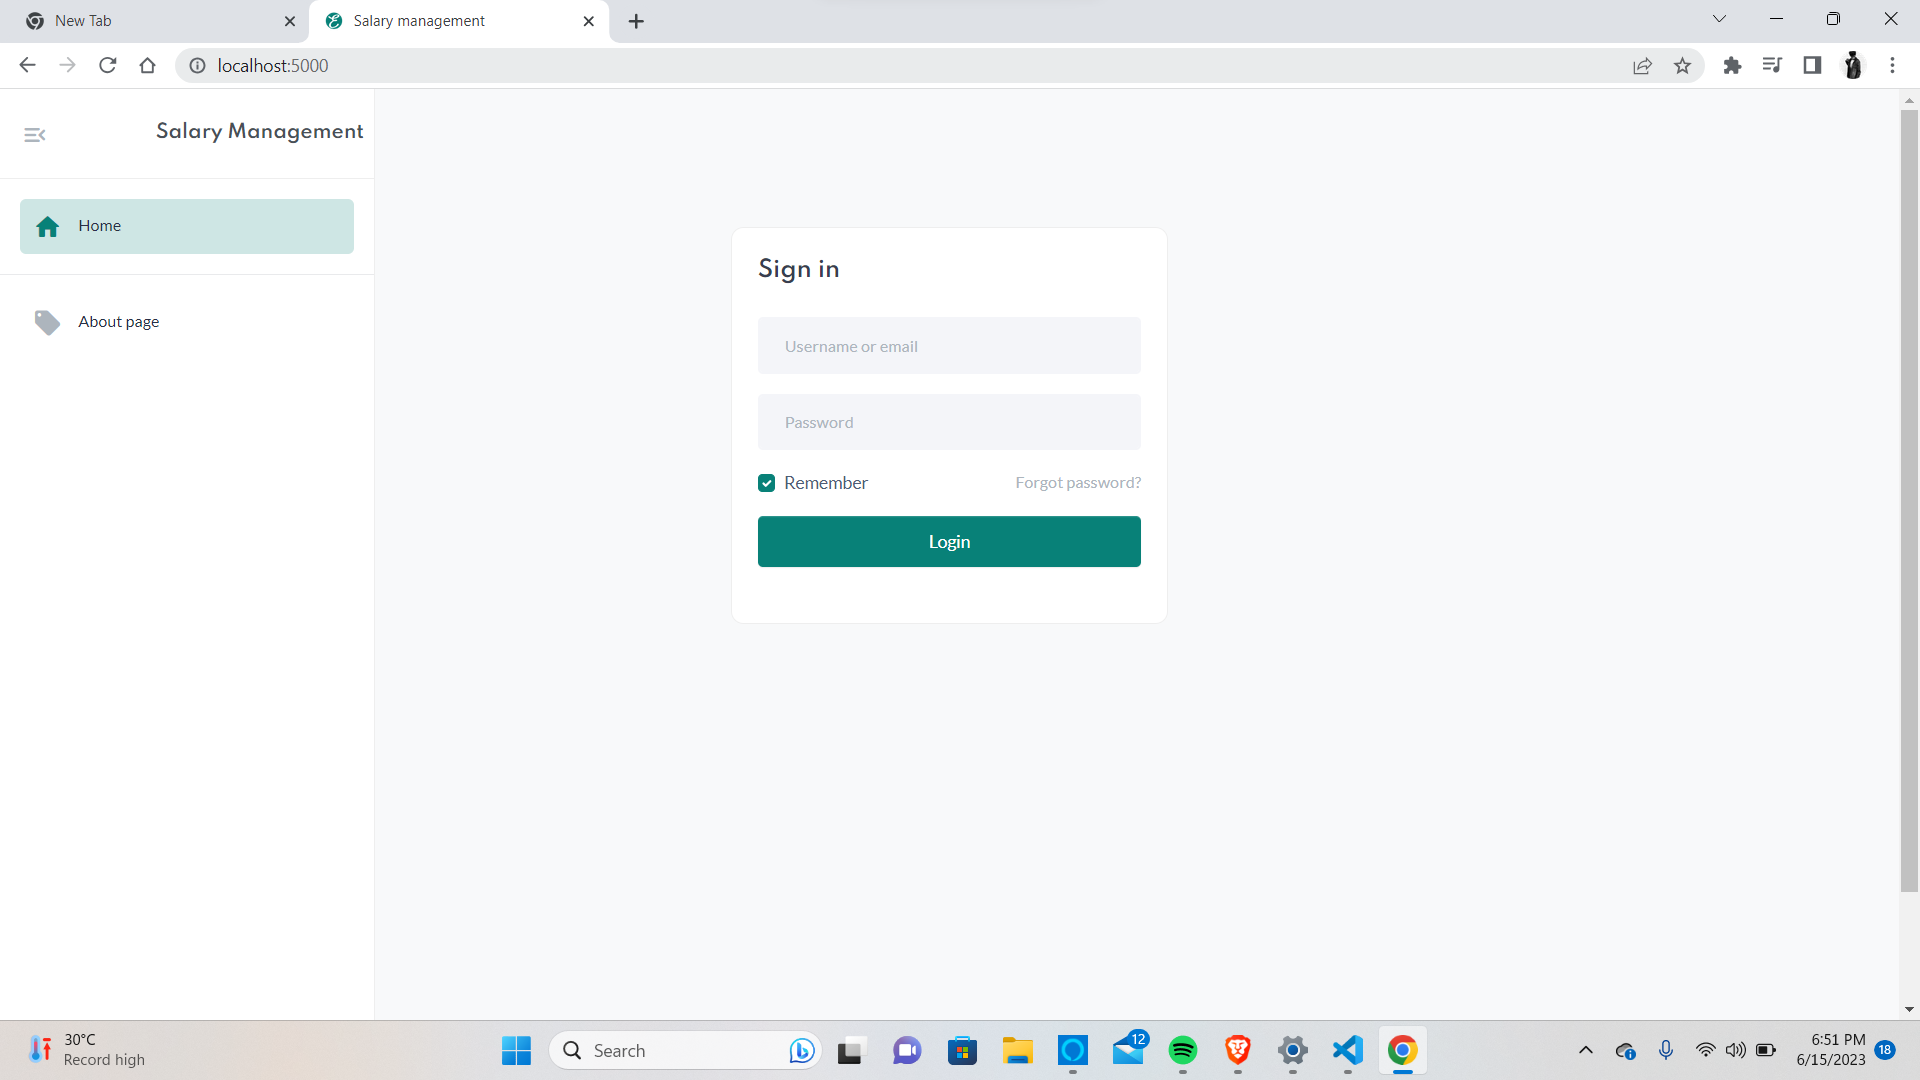 New Tab
Salary management
localhost:5000
Salary Management
Home
About page
Sign in
Username or email
Password
Remember
Forgot password?
Login
30°C
Record high
Search
12
6:51 PM
6/15/2023
18